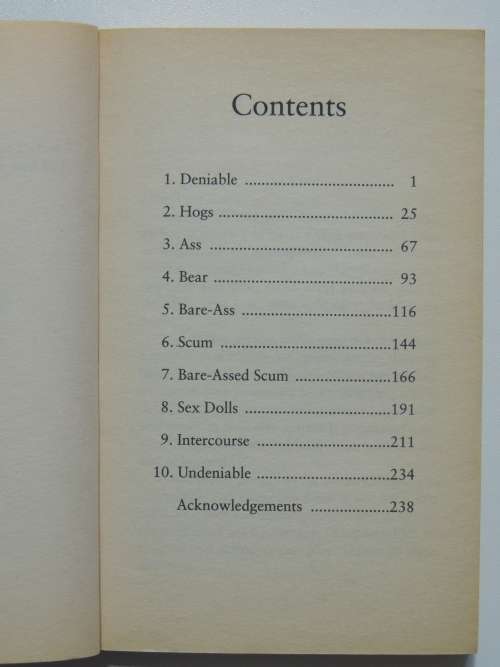 Contents
1. Deniable ..................................... 1
2. Hogs ........................................... 25
3. Ass ............................................. 67
4. Bear ............................................ 93
5. Bare-Ass .....................................116
6. Scum ..........................................144
7. Bare-Assed Scum .......................166
8. Sex Dolls ....................................191
9. Intercourse .................................211
10. Undeniable .................................234
Acknowledgements ...................238